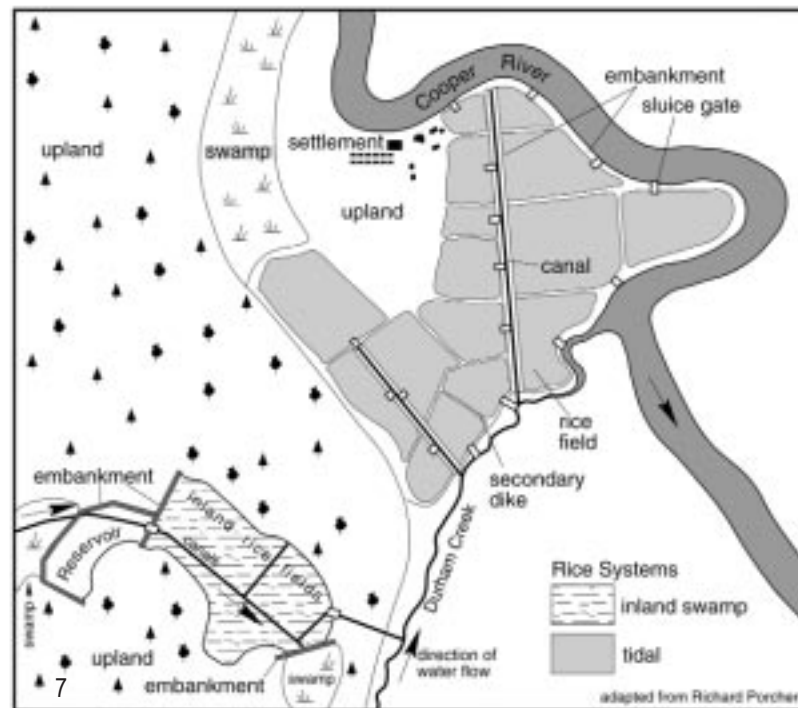 Cooper River
embankment
sluice gate
upland
swamp
settlement
upland
canal
rice
field
secondary
dike
embankment
inland rice fields
canals
Reservoir
Durham Creek
swamp
upland
embankment
swamp
direction of
water flow
Rice Systems
inland swamp
tidal
7
adapted from Richard Porcher